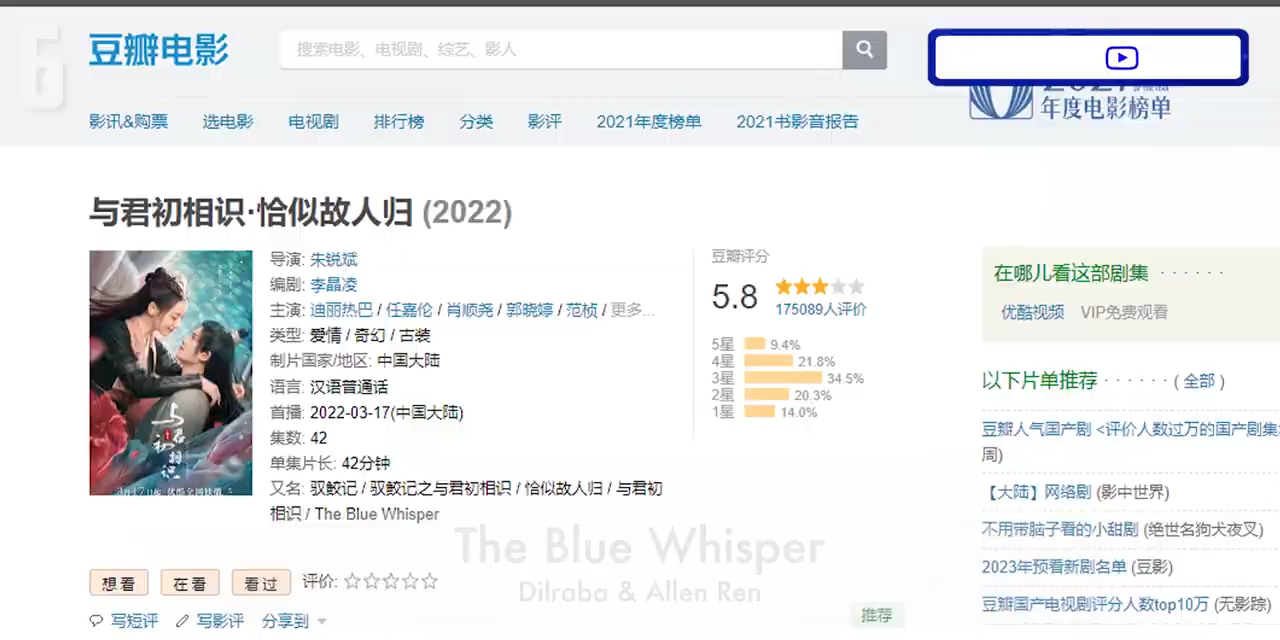 6
豆瓣电影
搜索电影、电视剧、综艺、影人
影讯&购票 选电影 电视剧 排行榜 分类 影评 2021年度榜单 2021书影音报告
年度电影榜单
与君初相识·恰似故人归 (2022)
导演: 朱锐斌
编剧: 李晶凌
主演: 迪丽热巴 / 任嘉伦 / 肖顺尧 / 郭晓婷 / 范桢 / 更多...
类型: 爱情 / 奇幻 / 古装
制片国家/地区: 中国大陆
语言: 汉语普通话
首播: 2022-03-17(中国大陆)
集数: 42
单集片长: 42分钟
又名: 驭鲛记 / 驭鲛记之与君初相识 / 恰似故人归 / 与君初
相识 / The Blue Whisper
与君初相识
豆瓣评分
5.8
175089人评价
5星 9.4%
4星 21.8%
3星 34.5%
2星 20.3%
1星 14.0%
在哪儿看这部剧集 · · · · · ·
优酷视频 VIP免费观看
以下片单推荐 · · · · · · ( 全部 )
豆瓣人气国产剧 <评价人数过万的国产剧集
周)
【大陆】网络剧 (影中世界)
不用带脑子看的小甜剧 (绝世名狗犬夜叉)
2023年预看新剧名单 (豆影)
豆瓣国产电视剧评分人数top10万 (无影踪)
The Blue Whisper
Dilraba & Allen Ren
想看 在看 看过 评价:
写短评 写影评 分享到
推荐